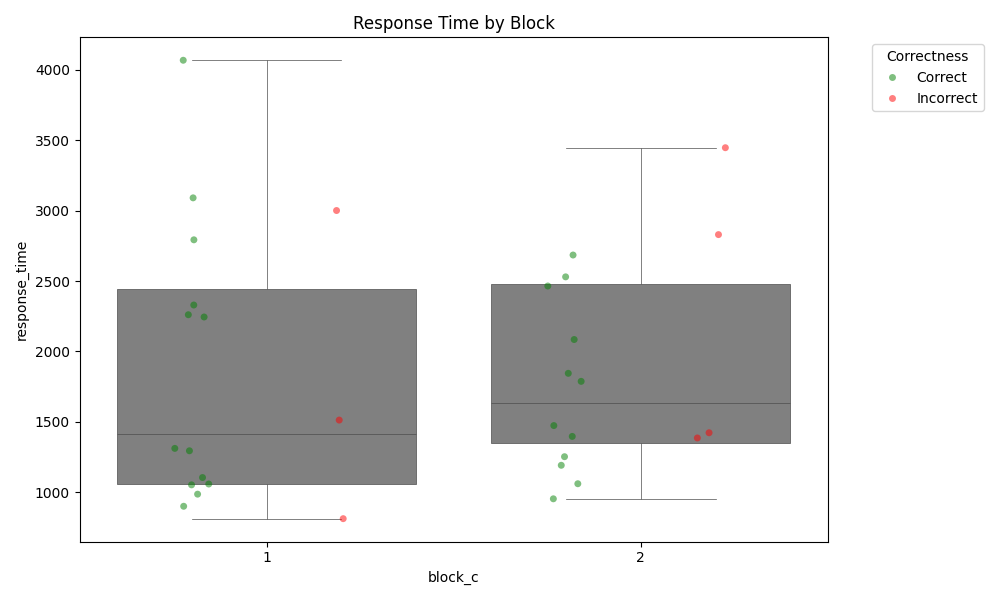 Response Time by Block
Correctness
Correct
Incorrect
4000
3500
3000
2500
2000
1500
1000
response_time
1
2
block_c